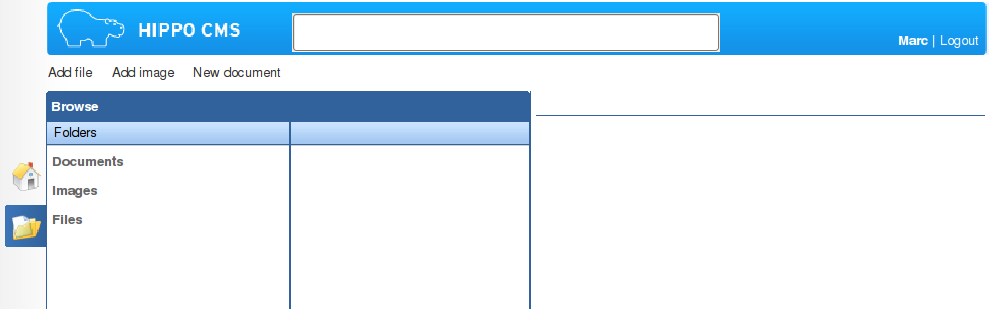 HIPPO CMS
Marc | Logout
Add file Add image New document
Browse
Folders
Documents
Images
Files